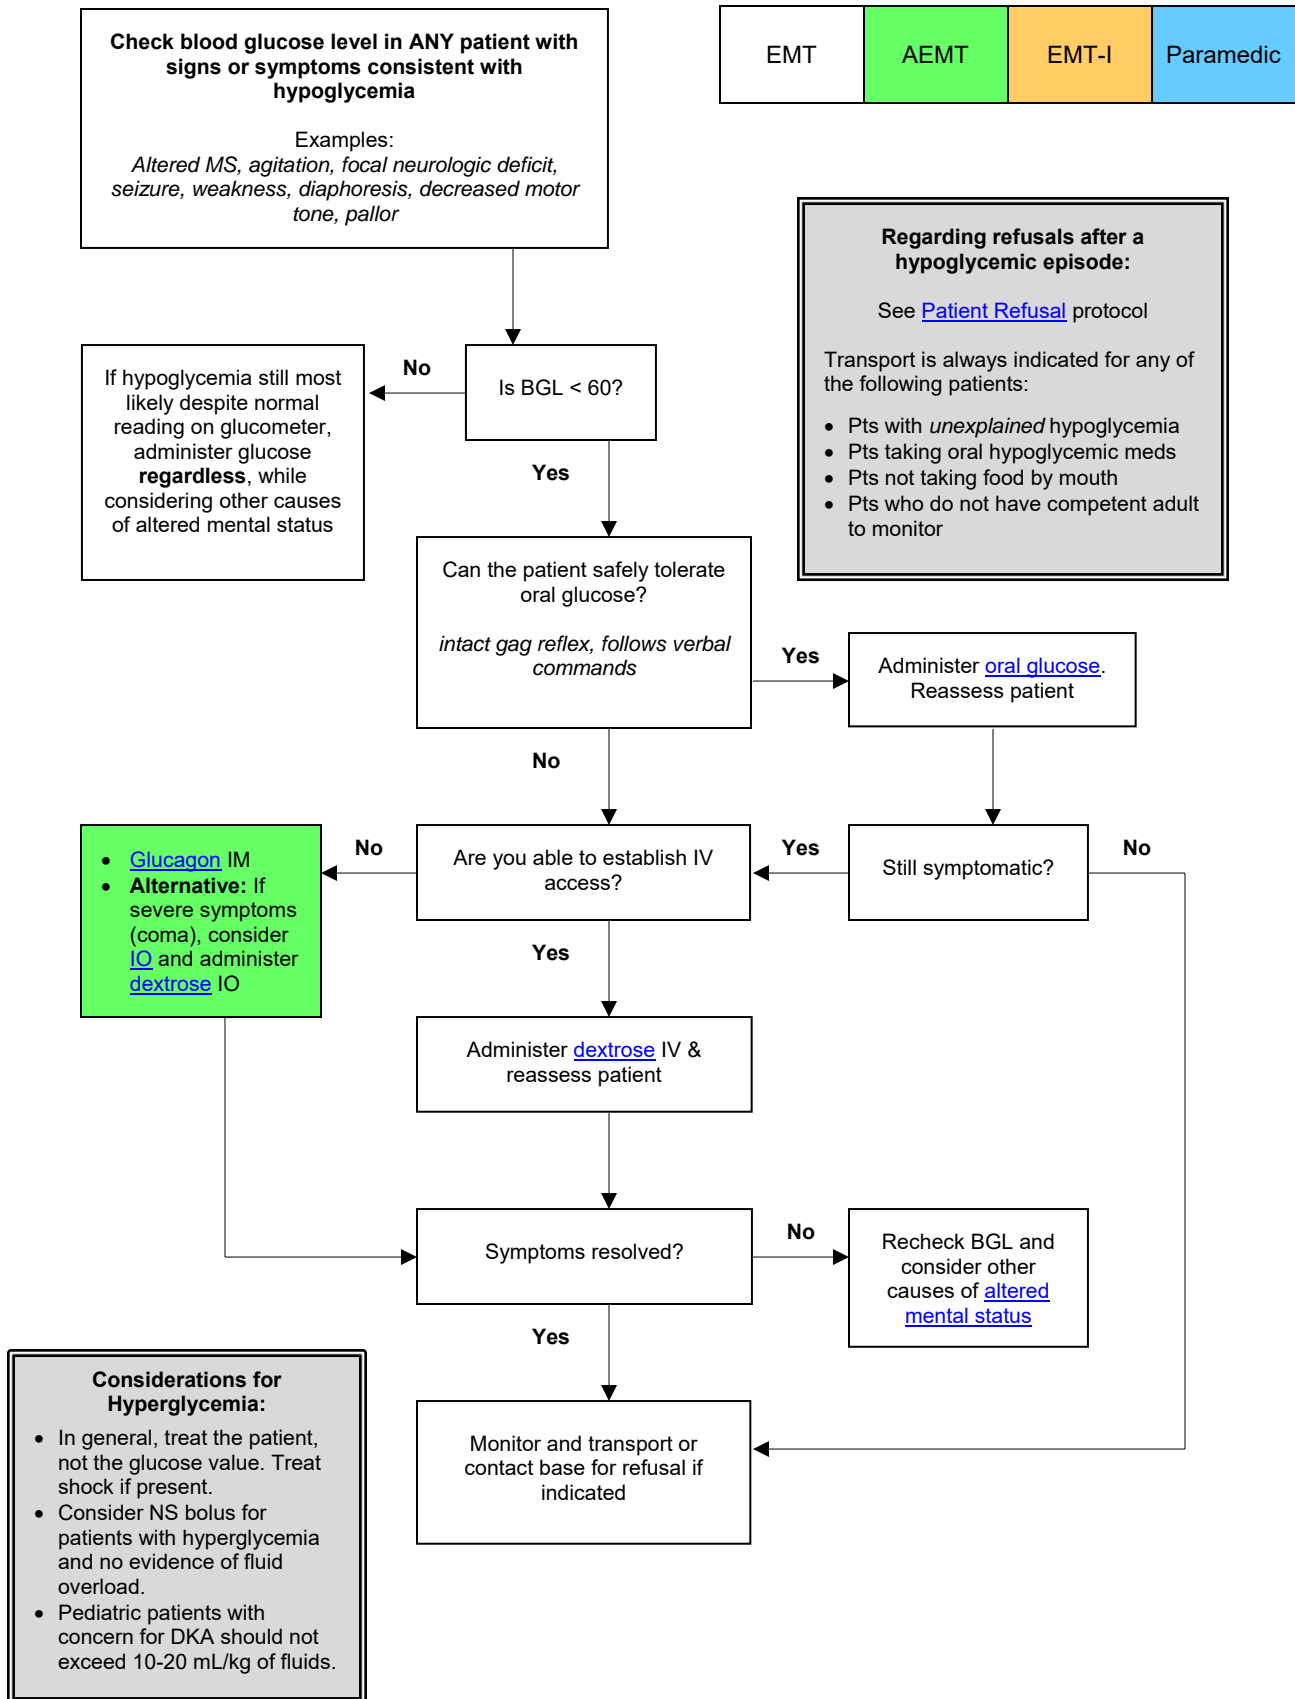 Check blood glucose level in ANY patient with
signs or symptoms consistent with
hypoglycemia
Examples:
Altered MS, agitation, focal neurologic deficit,
seizure, weakness, diaphoresis, decreased motor
tone, pallor
EMT
AEMT
EMT-I
Paramedic
Regarding refusals after a
hypoglycemic episode:
See Patient Refusal protocol
Transport is always indicated for any of
the following patients:
• Pts with unexplained hypoglycemia
• Pts taking oral hypoglycemic meds
• Pts not taking food by mouth
• Pts who do not have competent adult
to monitor
Is BGL < 60?
No
If hypoglycemia still most
likely despite normal
reading on glucometer,
administer glucose
regardless, while
considering other causes
of altered mental status
Yes
Can the patient safely tolerate
oral glucose?
intact gag reflex, follows verbal
commands
Yes
Administer oral glucose.
Reassess patient
No
Still symptomatic?
Yes
No
Are you able to establish IV
access?
No
• Glucagon IM
• Alternative: If
severe symptoms
(coma), consider
IO and administer
dextrose IO
Yes
Administer dextrose IV &
reassess patient
Symptoms resolved?
No
Recheck BGL and
consider other
causes of altered
mental status
Yes
Monitor and transport or
contact base for refusal if
indicated
Considerations for
Hyperglycemia:
• In general, treat the patient,
not the glucose value. Treat
shock if present.
• Consider NS bolus for
patients with hyperglycemia
and no evidence of fluid
overload.
• Pediatric patients with
concern for DKA should not
exceed 10-20 mL/kg of fluids.